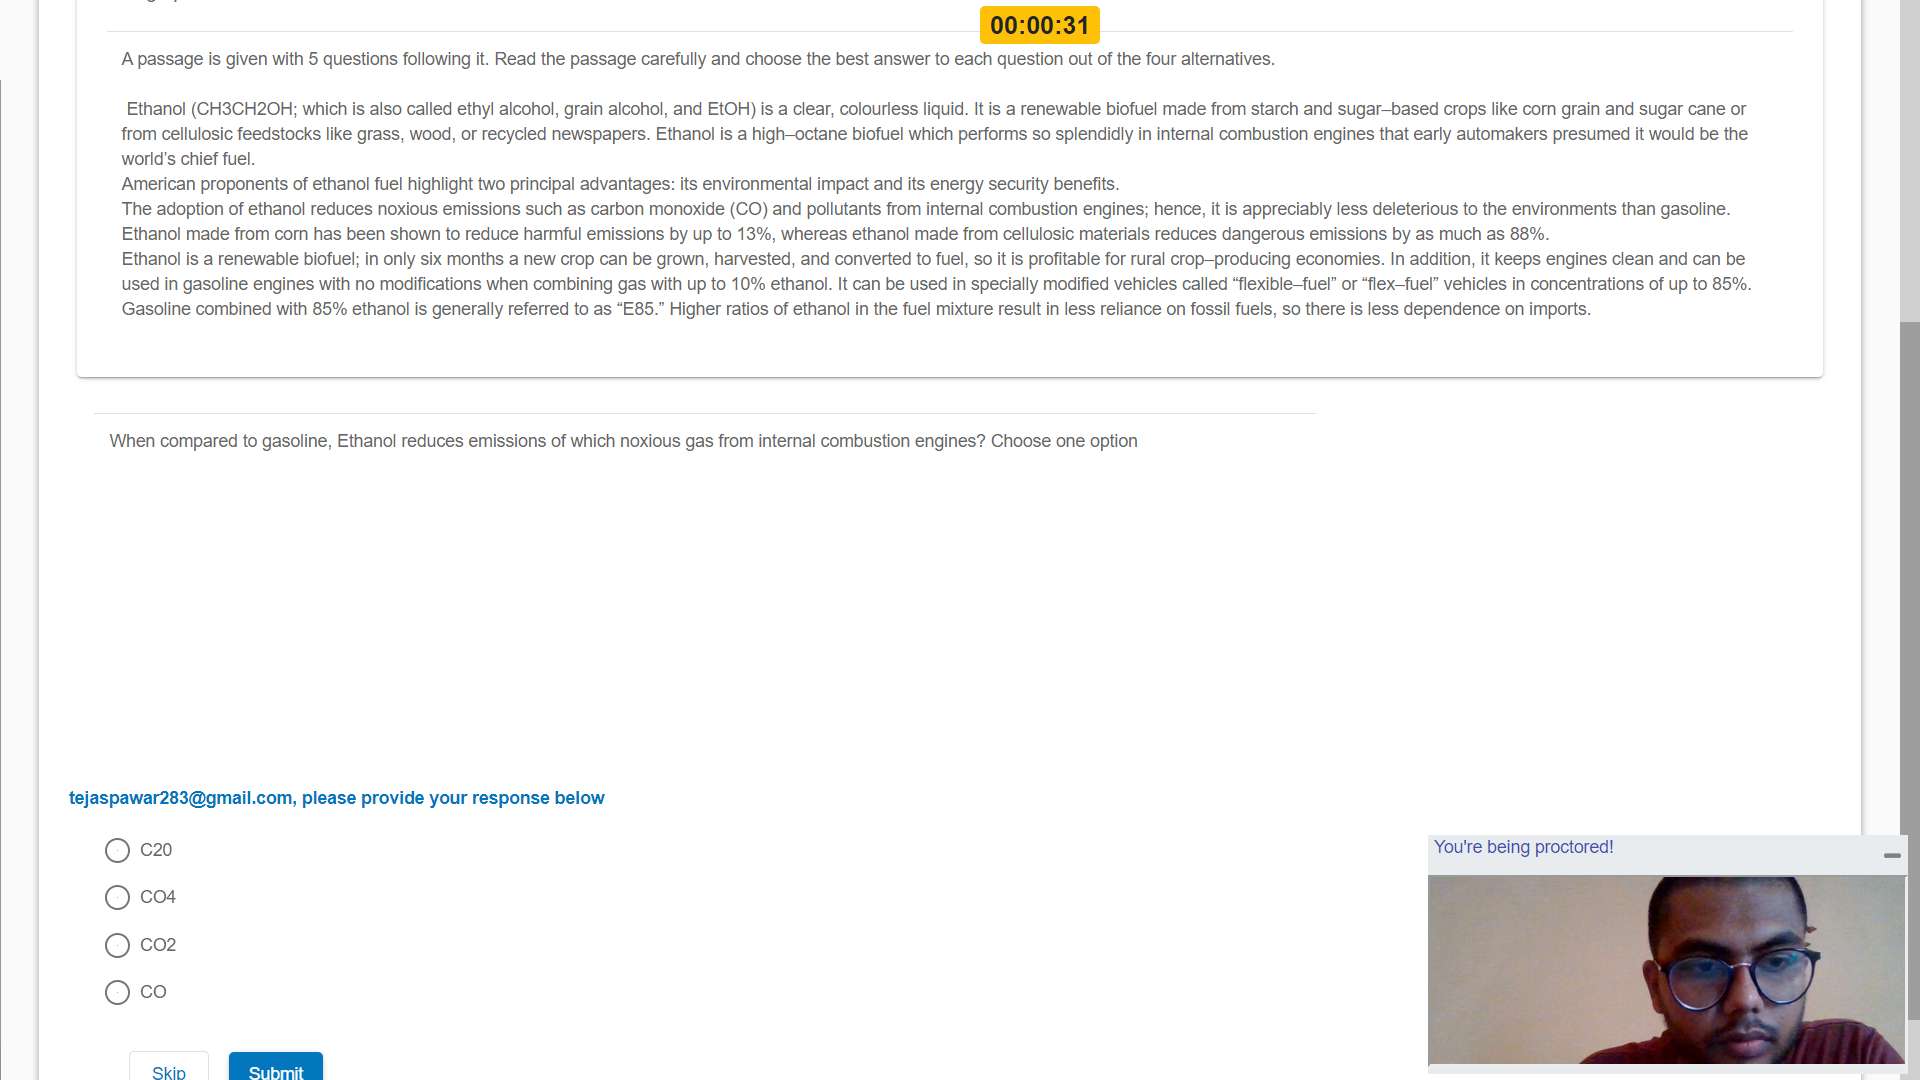 00:00:31
A passage is given with 5 questions following it. Read the passage carefully and choose the best answer to each question out of the four alternatives.
Ethanol (CH3CH2OH; which is also called ethyl alcohol, grain alcohol, and EtOH) is a clear, colourless liquid. It is a renewable biofuel made from starch and sugar–based crops like corn grain and sugar cane or
from cellulosic feedstocks like grass, wood, or recycled newspapers. Ethanol is a high–octane biofuel which performs so splendidly in internal combustion engines that early automakers presumed it would be the
world's chief fuel.
American proponents of ethanol fuel highlight two principal advantages: its environmental impact and its energy security benefits.
The adoption of ethanol reduces noxious emissions such as carbon monoxide (CO) and pollutants from internal combustion engines; hence, it is appreciably less deleterious to the environments than gasoline.
Ethanol made from corn has been shown to reduce harmful emissions by up to 13%, whereas ethanol made from cellulosic materials reduces dangerous emissions by as much as 88%.
Ethanol is a renewable biofuel; in only six months a new crop can be grown, harvested, and converted to fuel, so it is profitable for rural crop–producing economies. In addition, it keeps engines clean and can be
used in gasoline engines with no modifications when combining gas with up to 10% ethanol. It can be used in specially modified vehicles called “flexible–fuel” or “flex–fuel” vehicles in concentrations of up to 85%.
Gasoline combined with 85% ethanol is generally referred to as “E85.” Higher ratios of ethanol in the fuel mixture result in less reliance on fossil fuels, so there is less dependence on imports.
When compared to gasoline, Ethanol reduces emissions of which noxious gas from internal combustion engines? Choose one option
tejaspawar283@gmail.com, please provide your response below
C20
CO4
CO2
CO
You're being proctored!
Skip
Submit